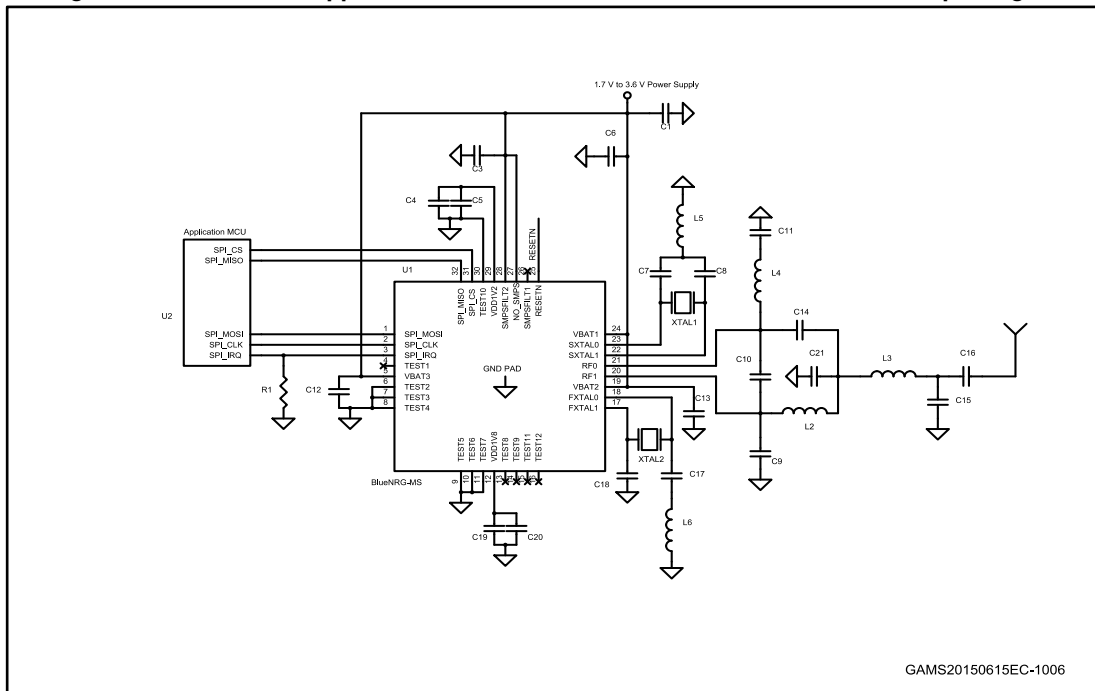 1.7 V to 3.6 V Power Supply
C1
C6
C3
C4
C5
RESETN
L5
C11
L4
C7
C8
XTAL1
Application MCU
SPI_CS
SPI_MISO
SPI_MOSI
SPI_CLK
SPI_IRQ
U2
R1
C12
U1
32 31 30 29 28 27 26 25
SPI_MISO
SPI_CS
TEST10
VDD1V2
SMPSFILT2
NO_SMPS
SMPSFILT1
RESETN
1 SPI_MOSI
2 SPI_CLK
3 SPI_IRQ
4 TEST1
5 VBAT3
6 TEST2
7 TEST3
8 TEST4
GND PAD
VBAT1 24
SXTAL0 23
SXTAL1 22
RF0 21
RF1 20
VBAT2 19
FXTAL0 18
FXTAL1 17
TEST5
TEST6
TEST7
VDD1V8
TEST8
TEST9
TEST11
TEST12
9 10 11 12 13 14 15 16
BlueNRG-MS
C19
C20
C18
XTAL2
C17
L6
C13
C10
C14
C21
L2
C9
L3
C16
C15
GAMS20150615EC-1006